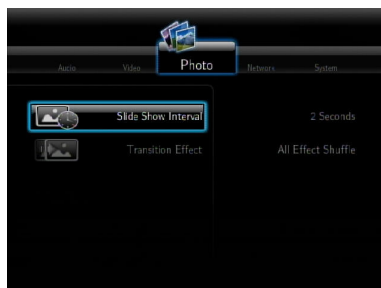 Audio Video Photo Network System
Slide Show Interval 2 Seconds
Transition Effect All Effect Shuffle